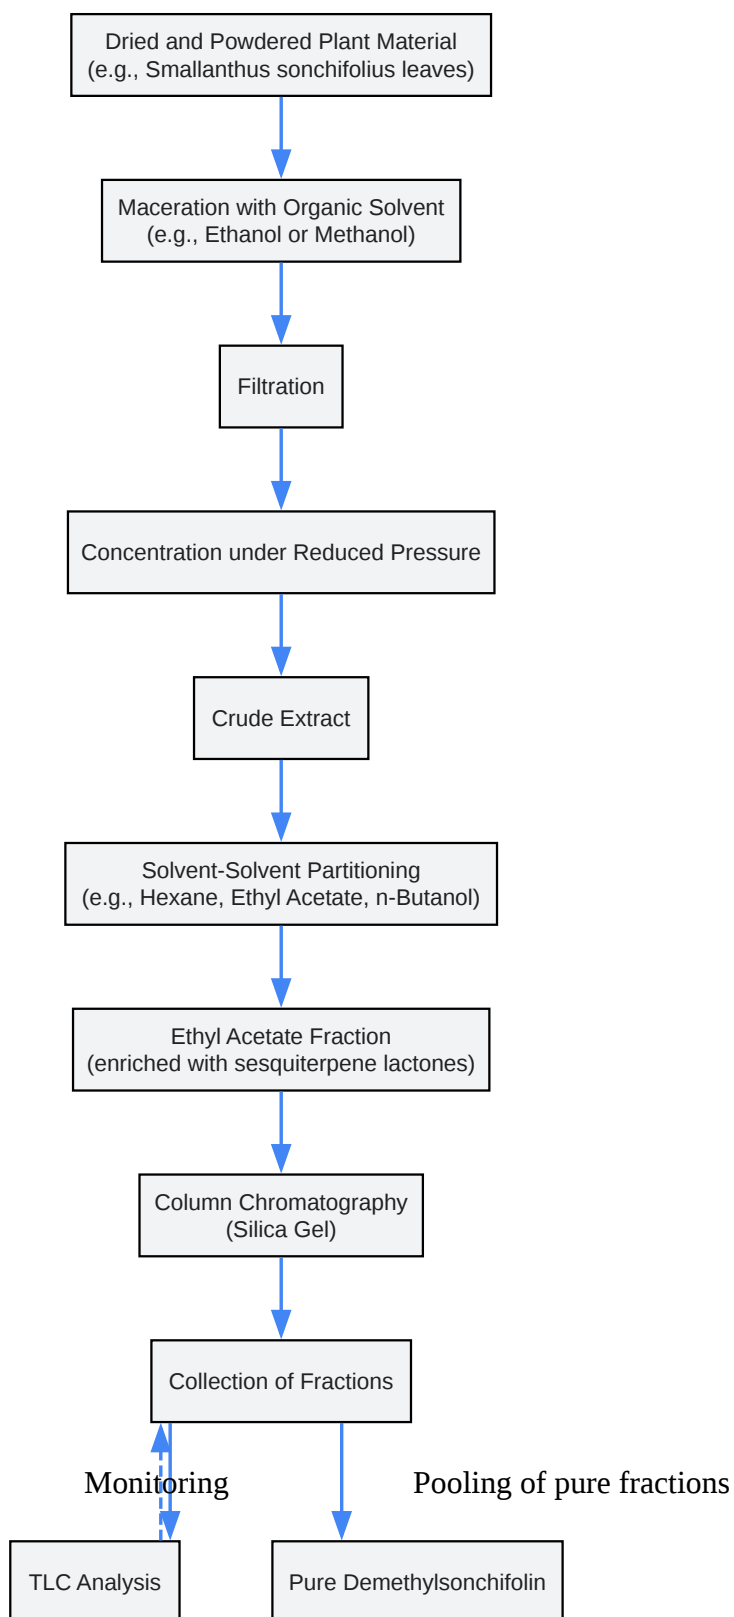 Dried and Powdered Plant Material
(e.g., Smallanthus sonchifolius leaves)
Maceration with Organic Solvent
(e.g., Ethanol or Methanol)
Filtration
Concentration under Reduced Pressure
Crude Extract
Solvent-Solvent Partitioning
(e.g., Hexane, Ethyl Acetate, n-Butanol)
Ethyl Acetate Fraction
(enriched with sesquiterpene lactones)
Column Chromatography
(Silica Gel)
Collection of Fractions
Monitoring
Pooling of pure fractions
TLC Analysis
Pure Demethylsonchifolin